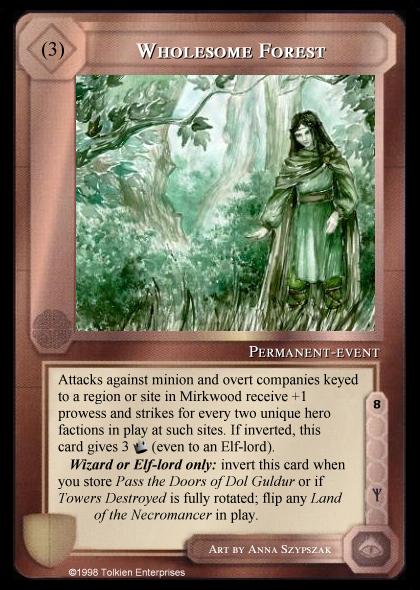 (3)
Wholesome Forest
Permanent-event
Attacks against minion and overt companies keyed
to a region or site in Mirkwood receive +1
prowess and strikes for every two unique hero
factions in play at such sites. If inverted, this
card gives 3 (even to an Elf-lord).
Wizard or Elf-lord only: invert this card when
you store Pass the Doors of Dol Guldur or if
Towers Destroyed is fully rotated; flip any Land
of the Necromancer in play.
8
Art by Anna Szypszak
©1998 Tolkien Enterprises